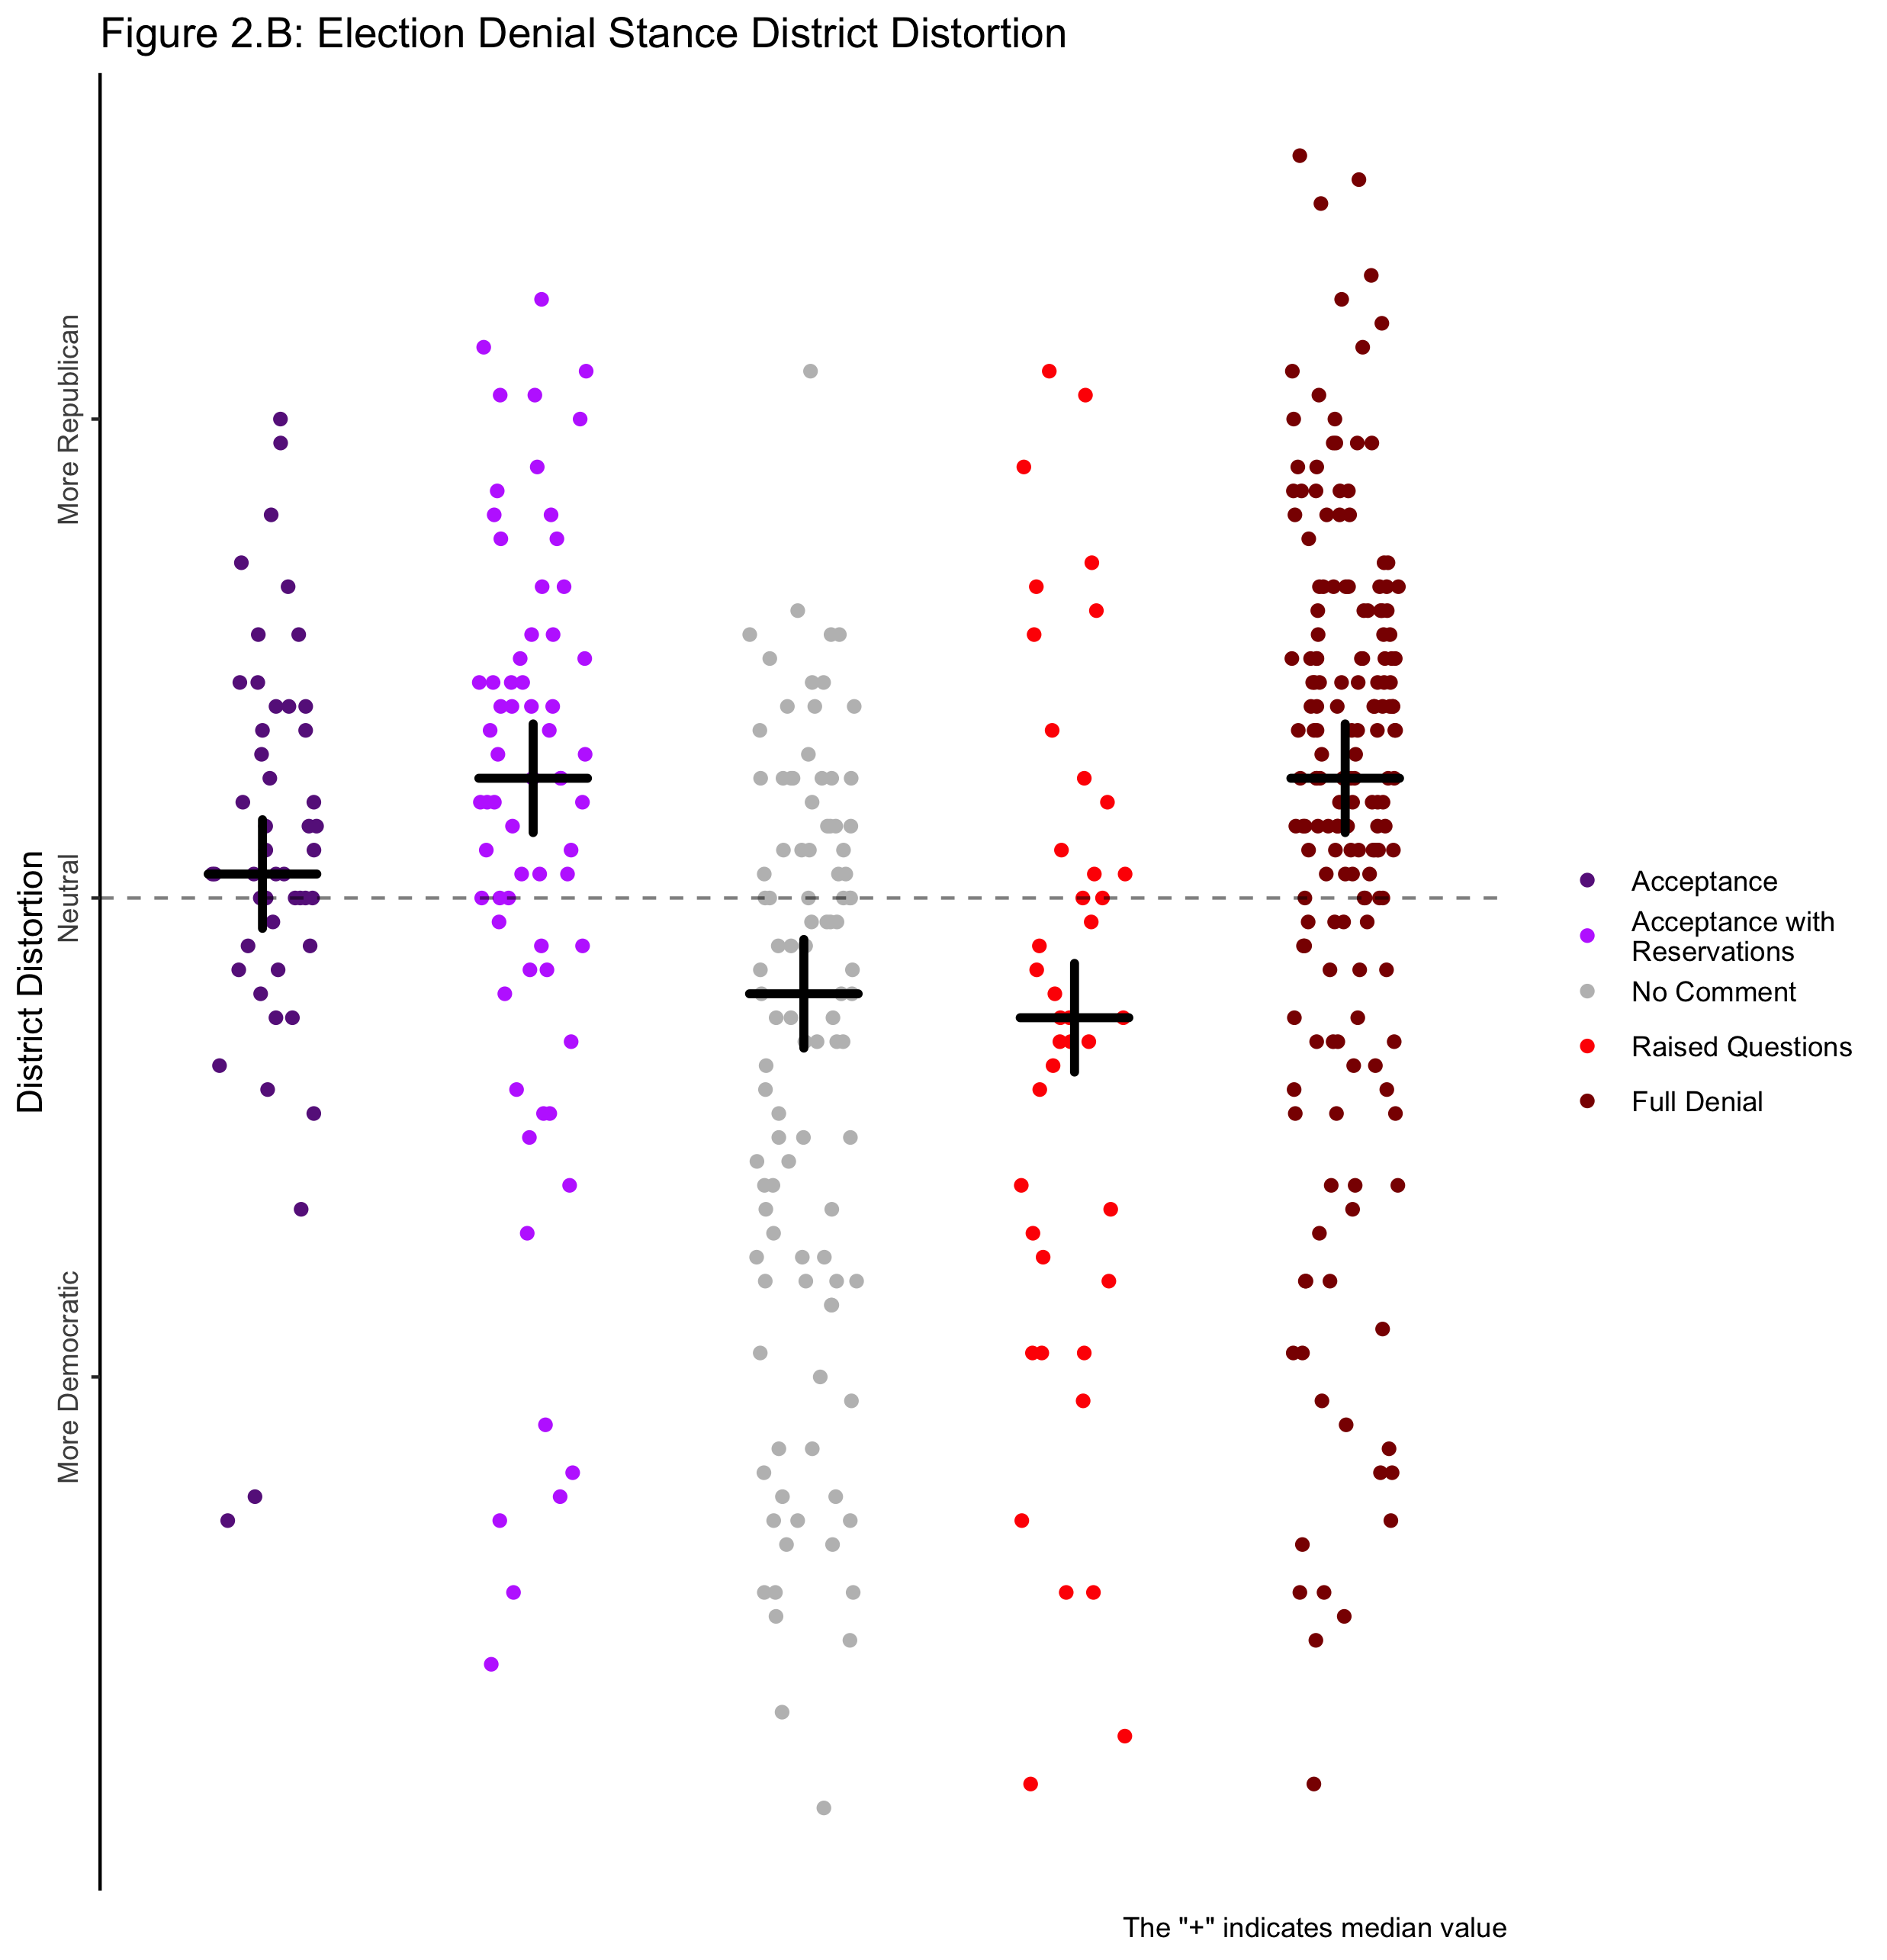 Figure 2.B: Election Denial Stance District Distortion
District Distortion
More Republican
Neutral
More Democratic
Acceptance
Acceptance with
Reservations
No Comment
Raised Questions
Full Denial
The "+" indicates median value